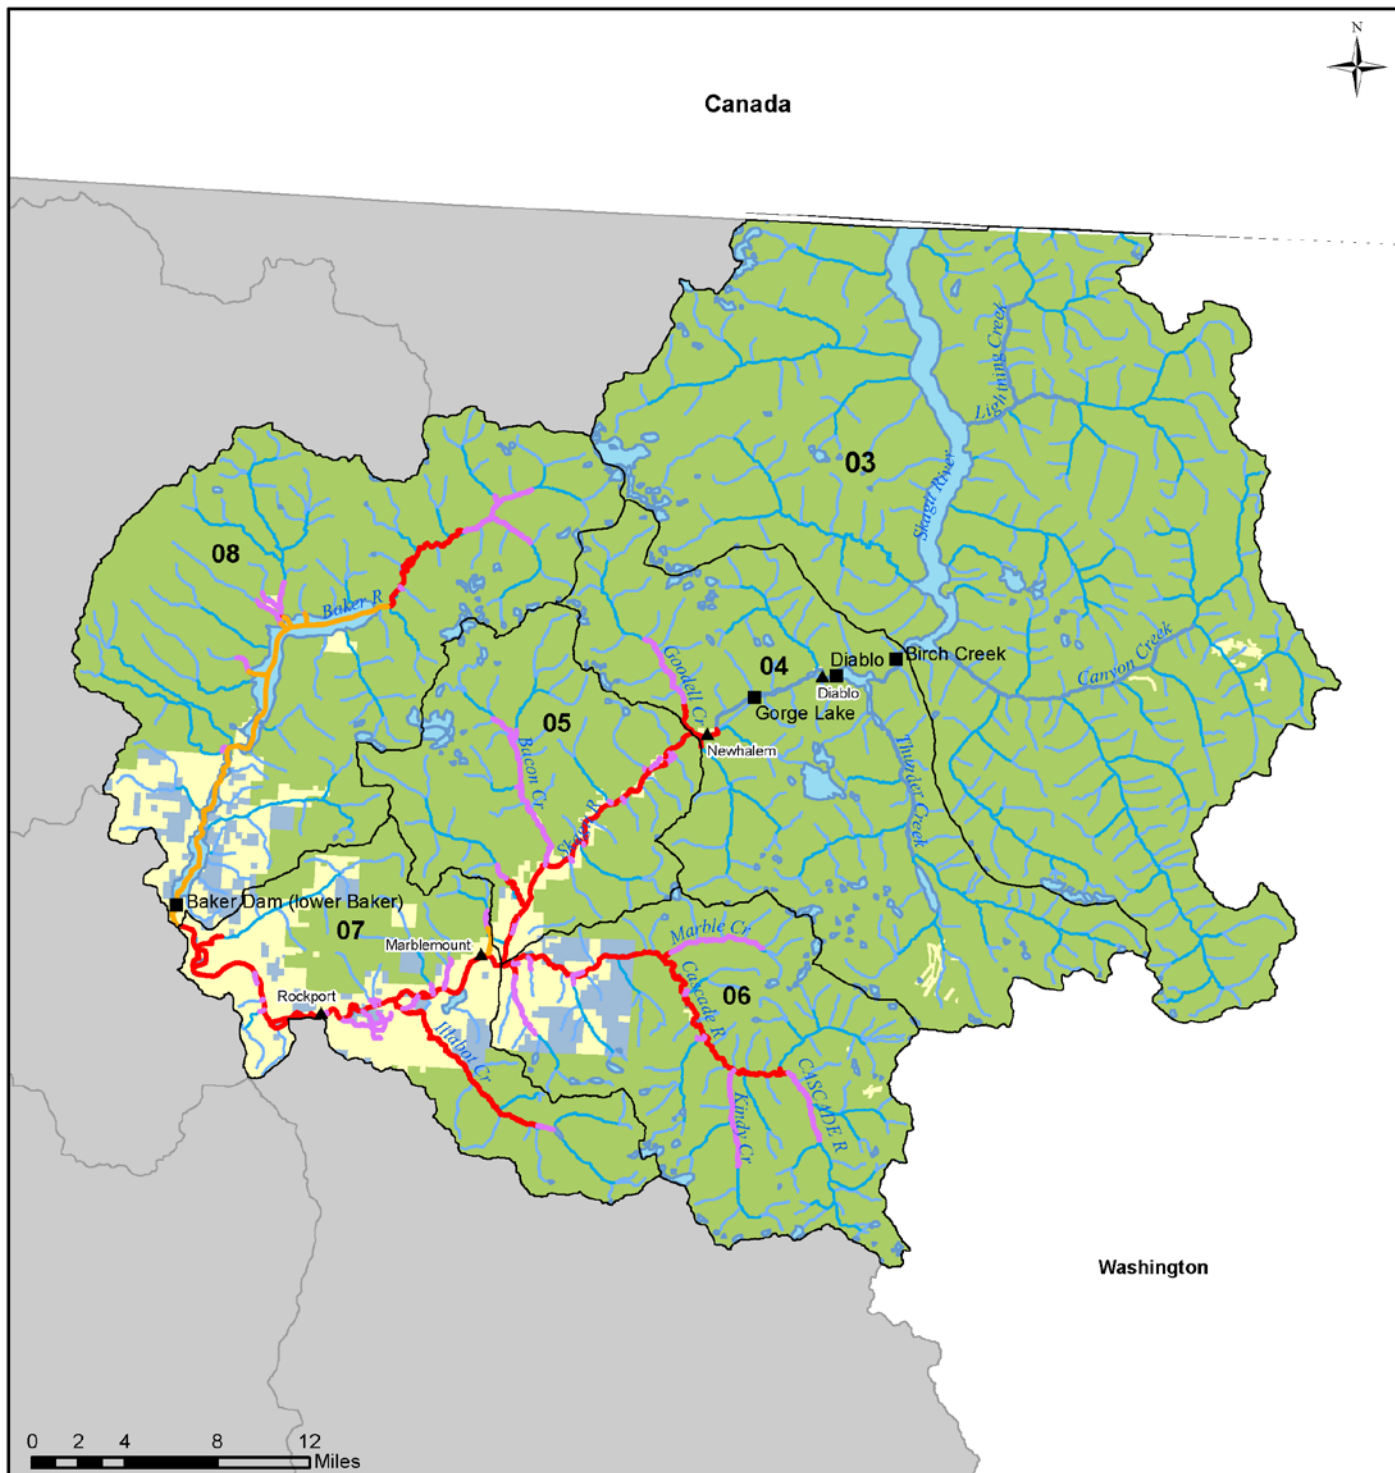 N
Canada
Lightning Creek
03
Skagit River
08
Baker R
Goodell Cr
04
Diablo
Birch Creek
Diablo
Canyon Creek
Gorge Lake
05
Bacon Cr
Newhalem
Thunder Creek
Skagit R
Baker Dam (lower Baker)
07
Marblemount
Marble Cr
Cascade R
06
Rockport
Illabot Cr
Kindy Cr
CASCADE R
Washington
0 2 4 8 12
Miles